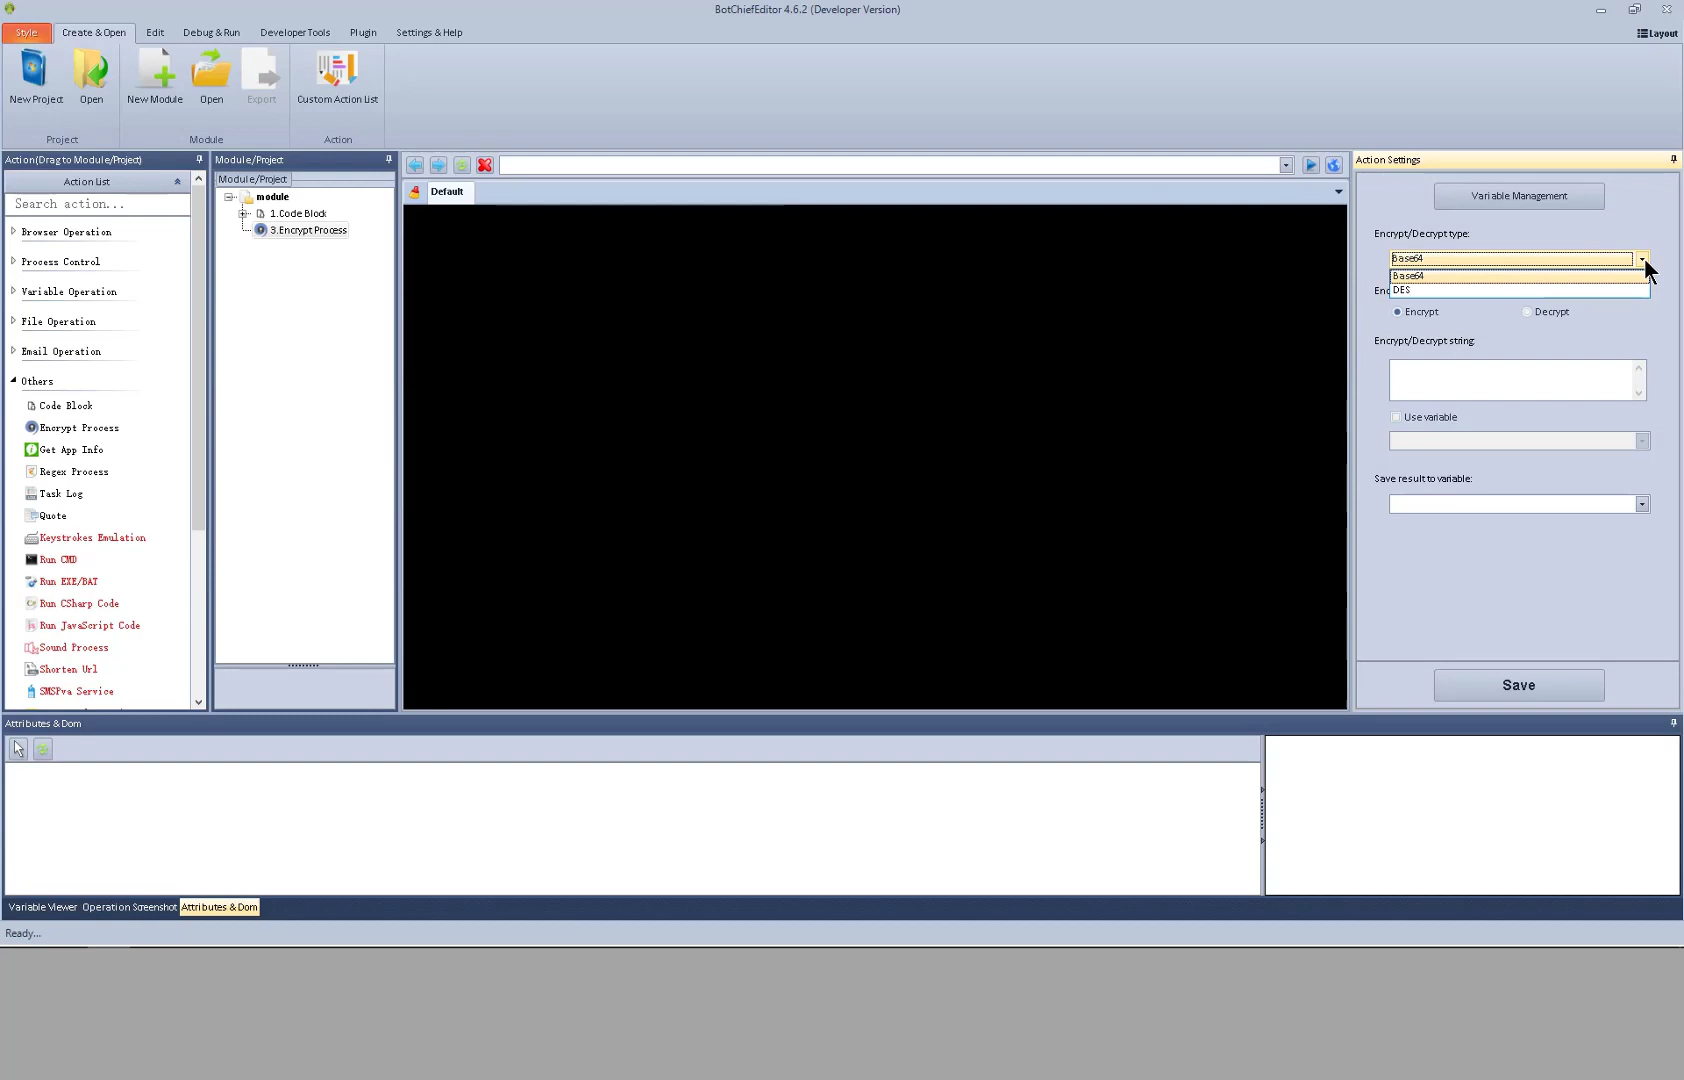 BotChiefEditor 4.6.2 (Developer Version)
Style
Create & Open
Edit
Debug & Run
Developer Tools
Plugin
Settings & Help
Layout
New Project
Open
New Module
Open
Export
Custom Action List
Project
Module
Action
Action(Drag to Module/Project)
Action List
Search action...
Browser Operation
Process Control
Variable Operation
File Operation
Email Operation
Others
Code Block
Encrypt Process
Get App Info
Regex Process
Task Log
Quote
Keystrokes Emulation
Run CMD
Run EXE/BAT
Run CSharp Code
Run JavaScript Code
Sound Process
Shorten Url
SMSPva Service
Module/Project
Module/Project
module
1.Code Block
3.Encrypt Process
Default
Action Settings
Variable Management
Encrypt/Decrypt type:
Base64
Base64
DES
Enc
Encrypt
Decrypt
Encrypt/Decrypt string:
Use variable
Save result to variable:
Save
Attributes & Dom
Variable Viewer
Operation Screenshot
Attributes & Dom
Ready...